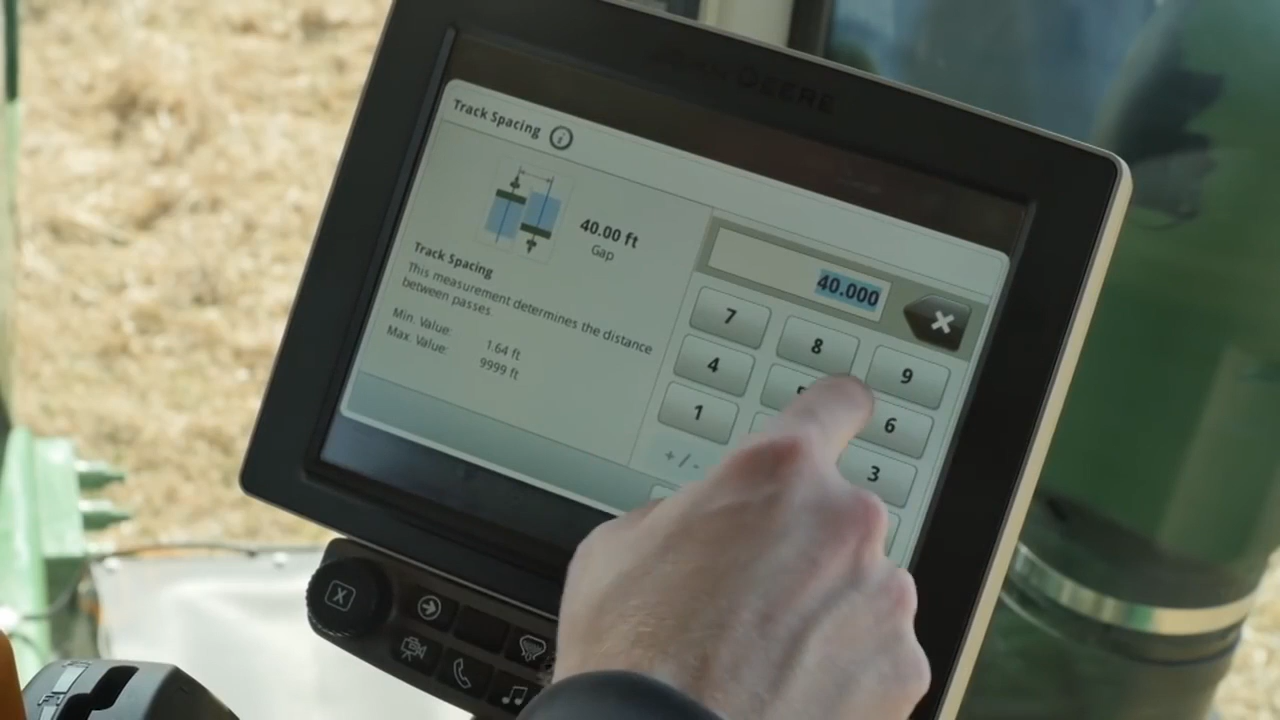 DEERE
Track Spacing
40.00 ft
Gap
Track Spacing
This measurement determines the distance
between passes.
Min. Value: 1.64 ft
Max. Value: 9999 ft
40.000
7 8 9
4 5 6
1 3
+/-
X